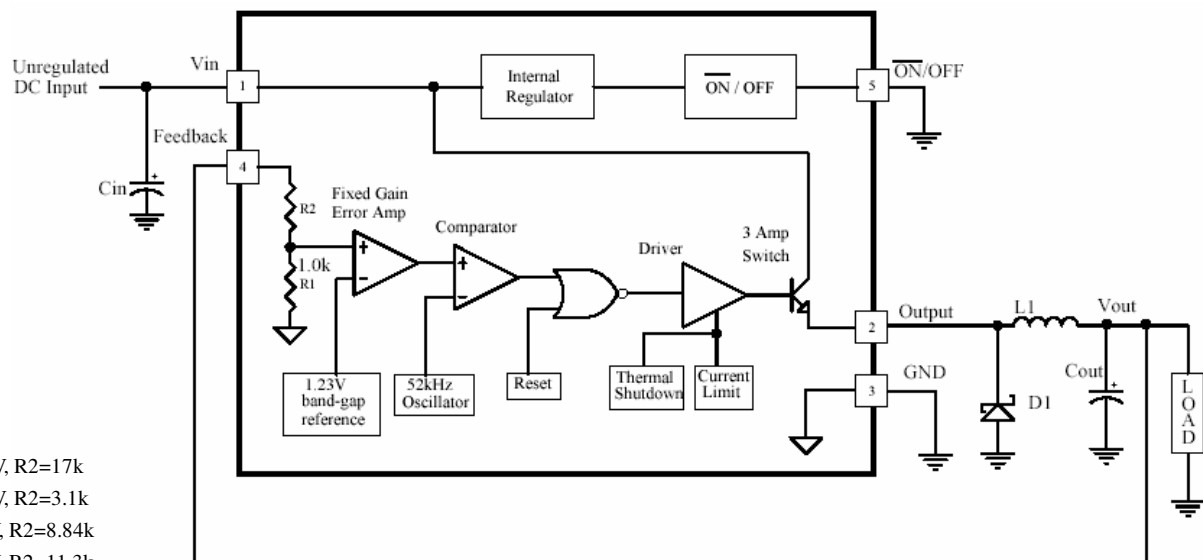 Unregulated
DC Input
Vin
1
Internal
Regulator
ON / OFF
5
ON/OFF
Feedback
4
Cin
R2
1.0k
R1
Fixed Gain
Error Amp
Comparator
Driver
3 Amp
Switch
+
−
+
−
+
+
1.23V
band-gap
reference
52kHz
Oscillator
Reset
Thermal
Shutdown
Current
Limit
2
Output
3
GND
L1
Vout
D1
Cout
+
LOAD
R2=17k
R2=3.1k
R2=8.84k